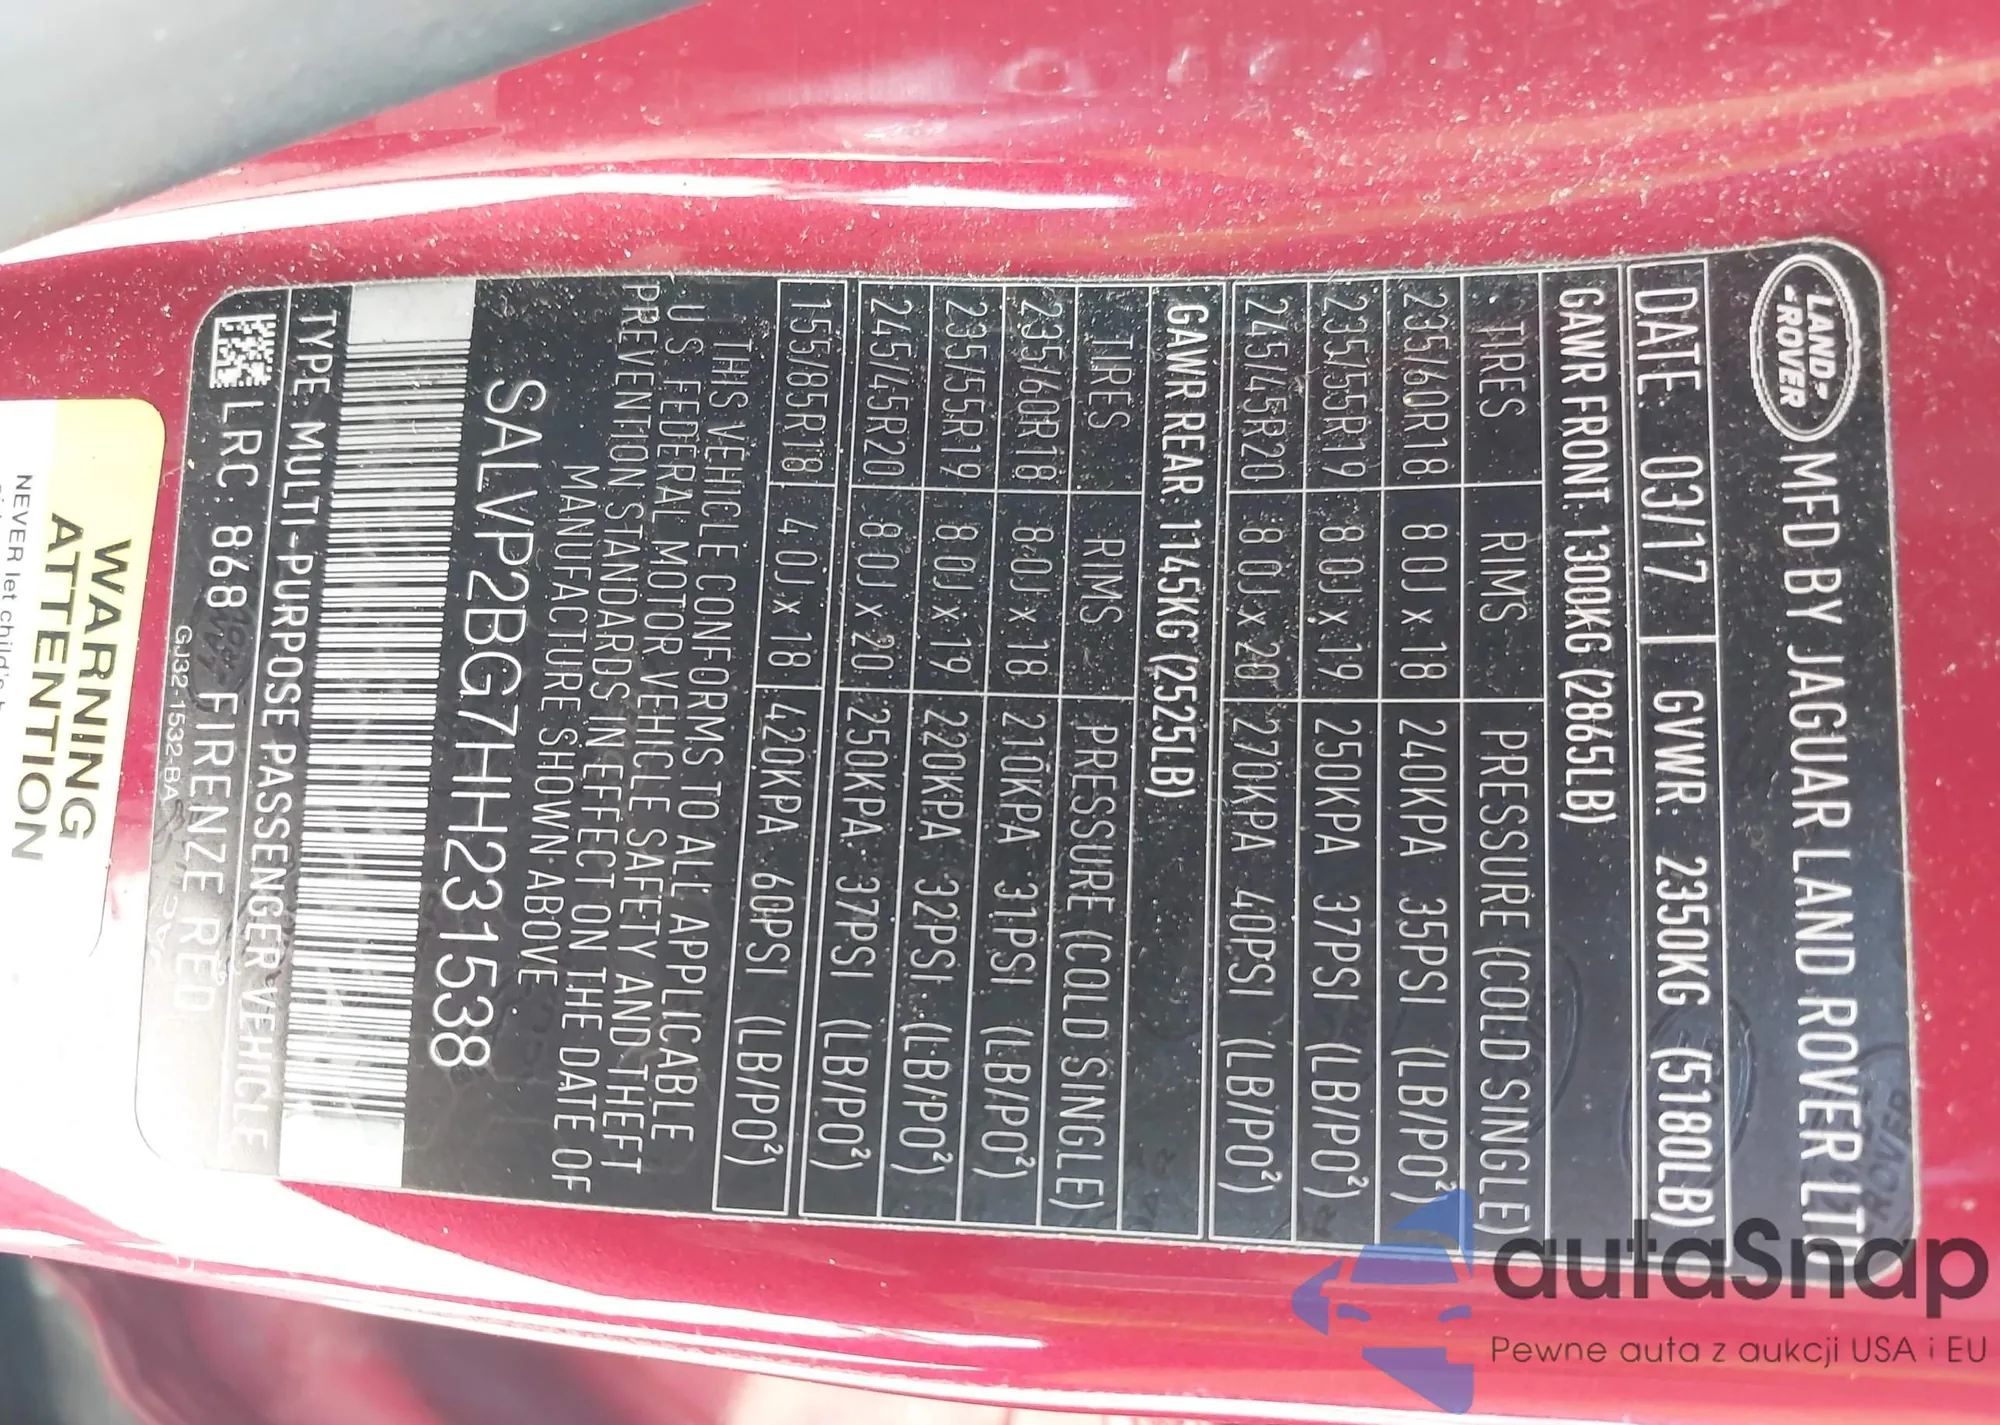 LAND-
-ROVER
MFD BY JAGUAR LAND ROVER LTD
DATE 03/17 GVWR: 2350KG (5180LB)
GAWR FRONT: 1300KG (2865LB)
TIRES RIMS PRESSURE (COLD SINGLE)
235/60R18 8.0J x 18 240KPA 35PSI (LB/PO²)
235/55R19 8.0J x 19 250KPA 37PSI (LB/PO²)
245/45R20 8.0J x 20 270KPA 40PSI (LB/PO²)
GAWR REAR: 1145KG (2525LB)
TIRES RIMS PRESSURE (COLD SINGLE)
235/60R18 8.0J x 18 210KPA 31PSI (LB/PO²)
235/55R19 8.0J x 19 220KPA 32PSI (LB/PO²)
245/45R20 8.0J x 20 250KPA 37PSI (LB/PO²)
155/85R18 4.0J x 18 420KPA 60PSI (LB/PO²)
THIS VEHICLE CONFORMS TO ALL APPLICABLE
U.S. FEDERAL MOTOR VEHICLE SAFETY AND THEFT
PREVENTION STANDARDS IN EFFECT ON THE DATE OF
MANUFACTURE SHOWN ABOVE
SALVP2BG7HH231538
TYPE: MULTI-PURPOSE PASSENGER VEHICLE
LRC: 868 FIRENZE RED
GJ32-1532-BA
WARNING
ATTENTION
NEVER let child's
autaSnap
Pewne auta z aukcji USA i EU